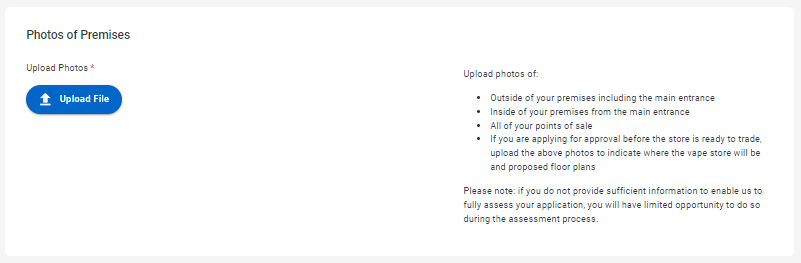 Photos of Premises
Upload Photos *
Upload File
Upload photos of:
• Outside of your premises including the main entrance
• Inside of your premises from the main entrance
• All of your points of sale
• If you are applying for approval before the store is ready to trade,
upload the above photos to indicate where the vape store will be
and proposed floor plans
Please note: if you do not provide sufficient information to enable us to
fully assess your application, you will have limited opportunity to do so
during the assessment process.